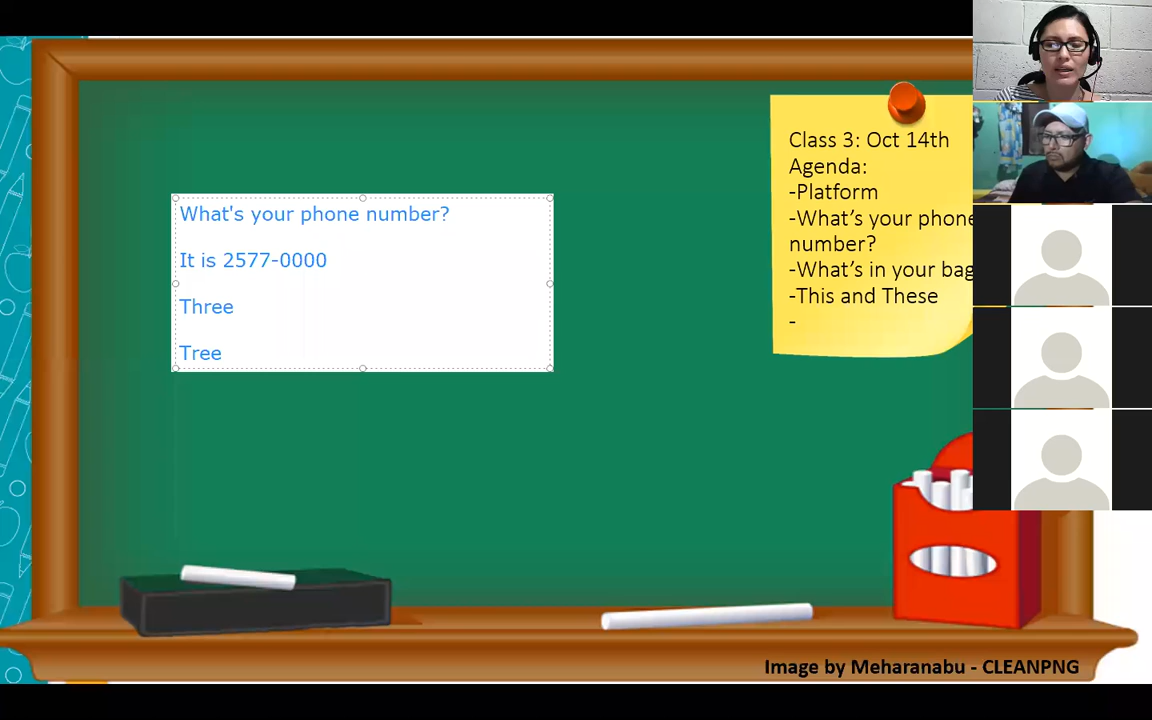 What's your phone number?
It is 2577-0000
Three
Tree
Class 3: Oct 14th
Agenda:
-Platform
-What’s your phone
number?
-What’s in your bag
-This and These
-
Image by Meharanabu - CLEANPNG